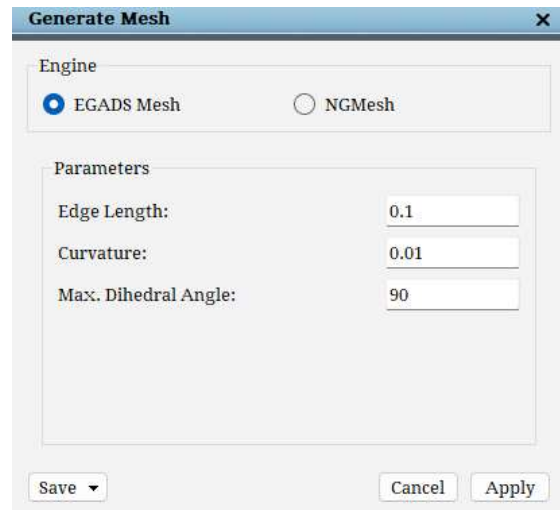 Generate Mesh
Engine
EGADS Mesh NGMesh
Parameters
Edge Length: 0.1
Curvature: 0.01
Max. Dihedral Angle: 90
Save Cancel Apply